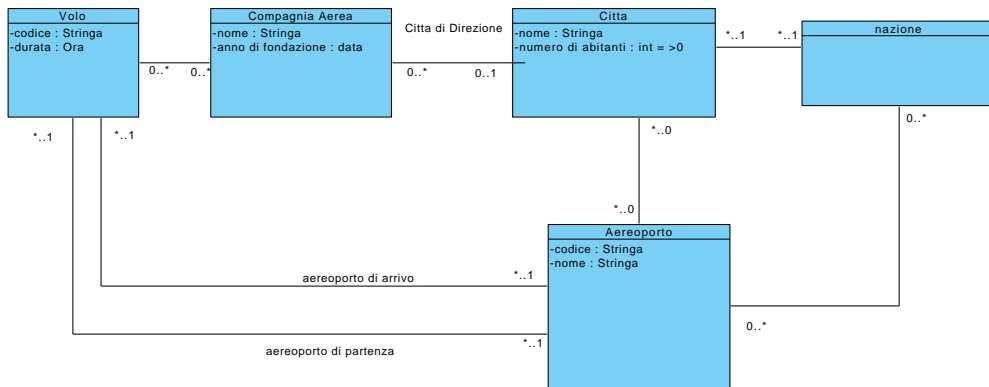 Volo
-codice : Stringa
-durata : Ora
0..*
0..*
Compagnia Aerea
-nome : Stringa
-anno di fondazione : data
Citta di Direzione
0..*
0..1
Citta
-nome : Stringa
-numero di abitanti : int = >0
*..1
*..1
nazione
*..1
*..1
*..0
0..*
*..0
Aereoporto
-codice : Stringa
-nome : Stringa
aereoporto di arrivo
*..1
0..*
aereoporto di partenza
*..1